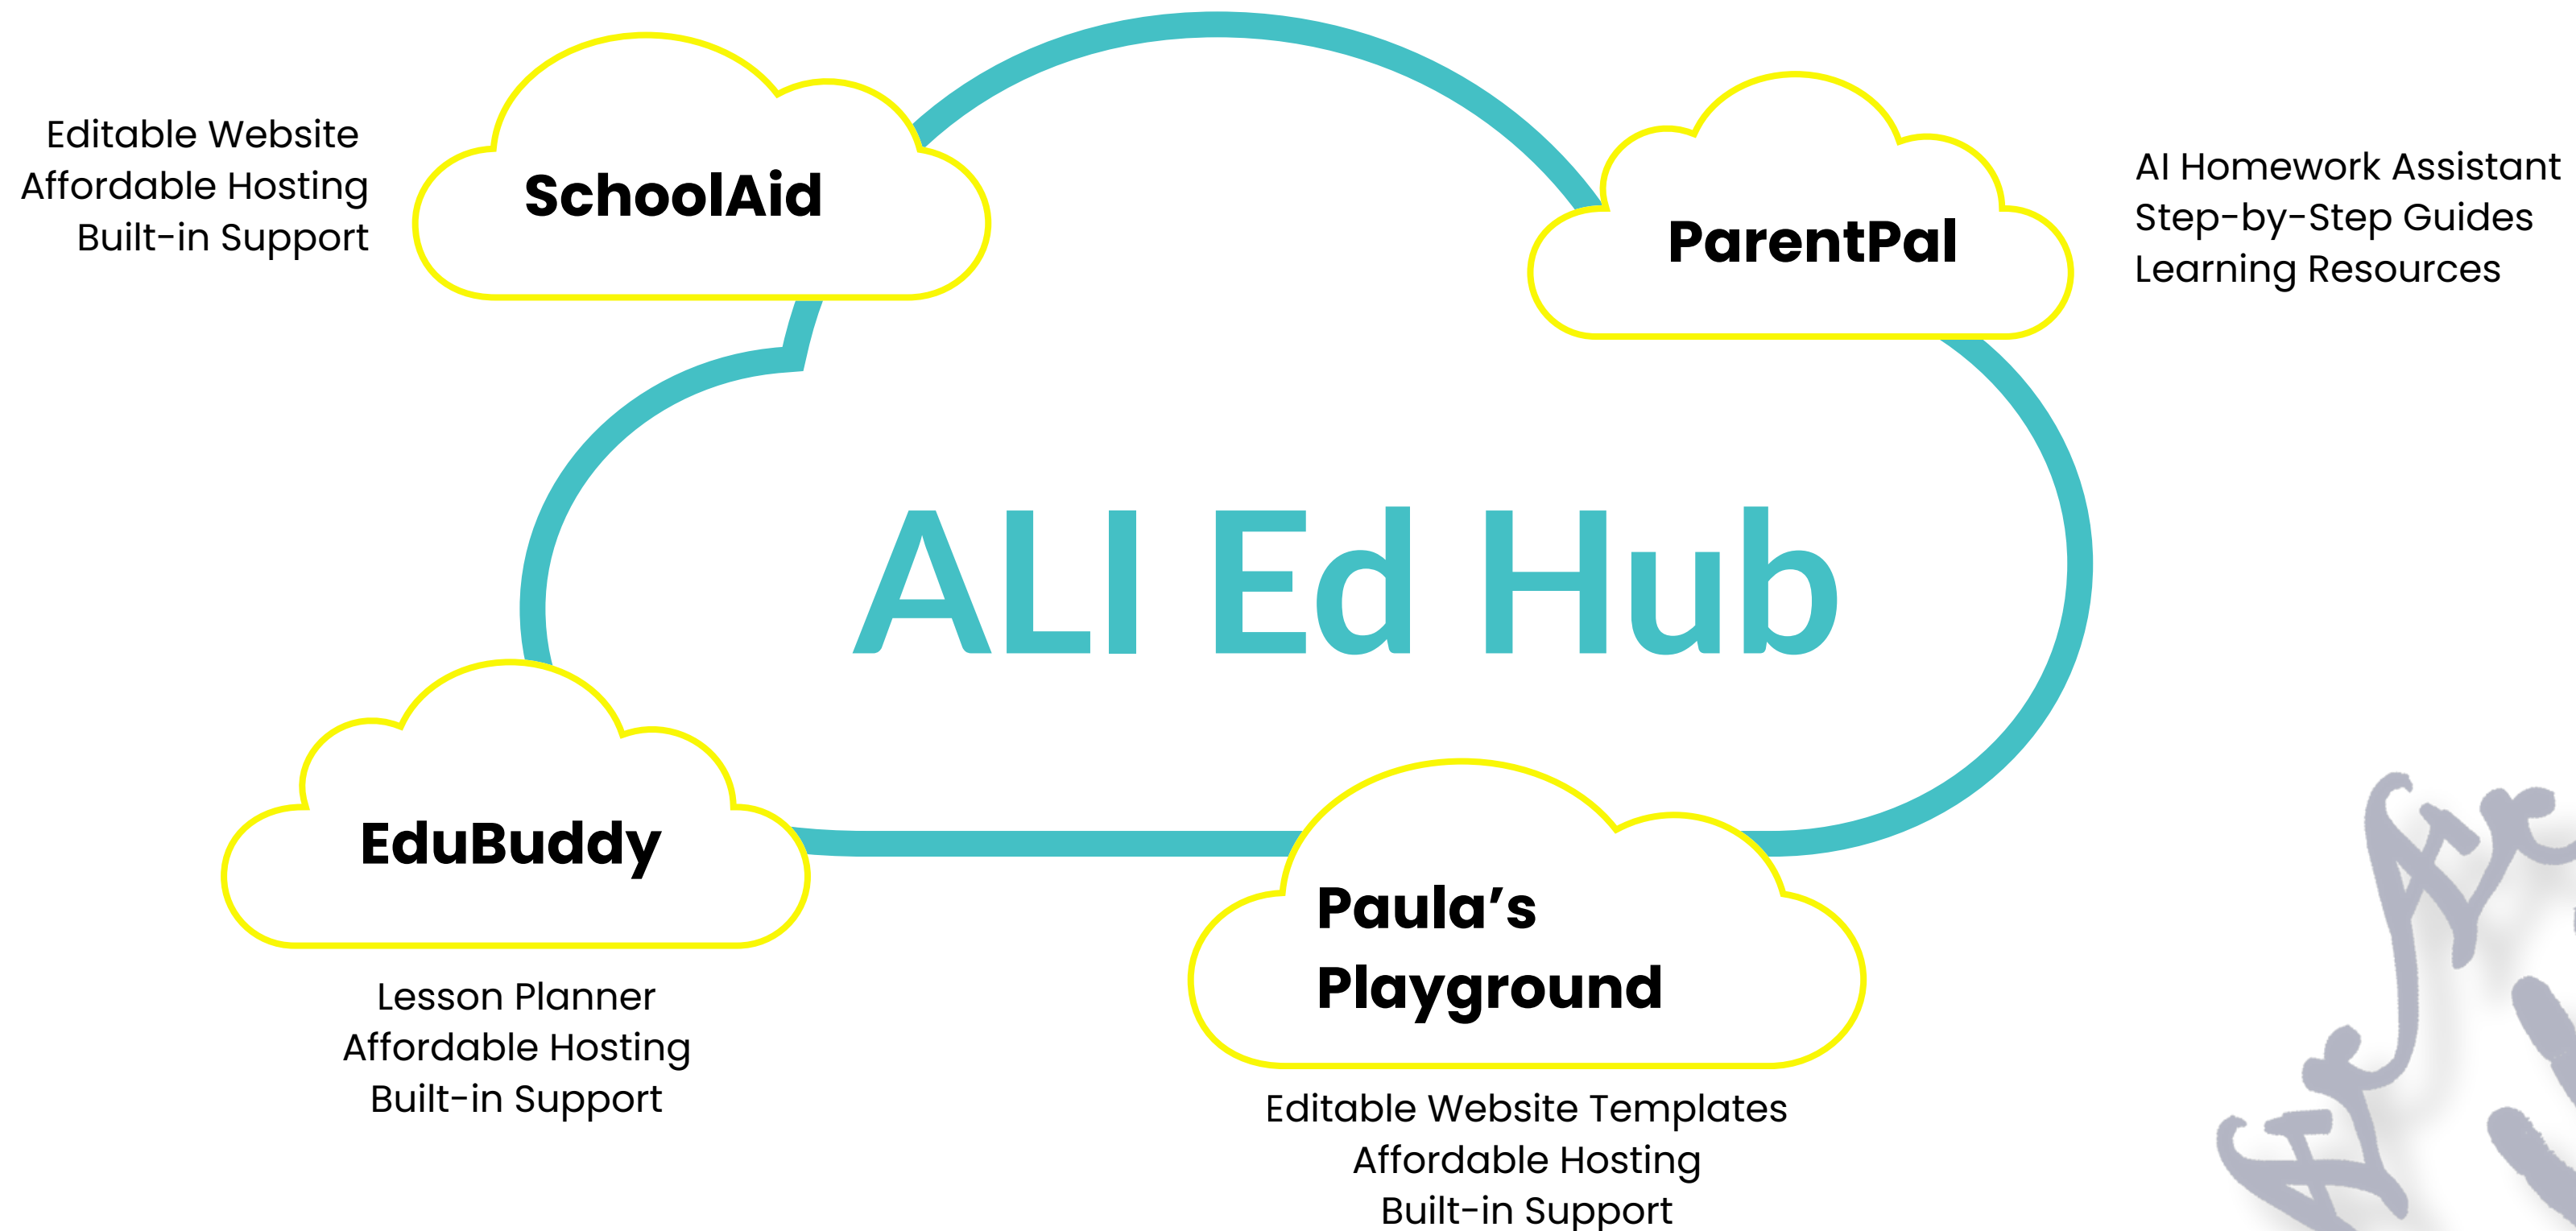 Editable Website
Affordable Hosting
Built-in Support
SchoolAid
ParentPal
AI Homework Assistant
Step-by-Step Guides
Learning Resources
ALI Ed Hub
EduBuddy
Lesson Planner
Affordable Hosting
Built-in Support
Paula’s
Playground
Editable Website Templates
Affordable Hosting
Built-in Support